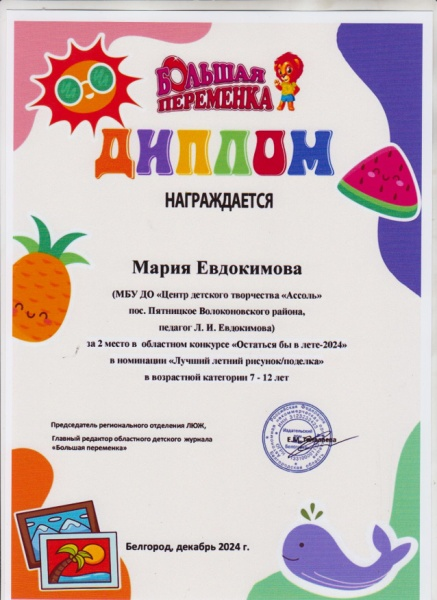 БОЛЬШАЯ
ПЕРЕМЕНКА
ДИПЛОМ
НАГРАЖДАЕТСЯ
Мария Евдокимова
(МБУ ДО «Центр детского творчества «Ассоль»
пос. Пятницкое Волоконовского района,
педагог Л. И. Евдокимова)
за 2 место в областном конкурсе «Остаться бы в лете-2024»
в номинации «Лучший летний рисунок/поделка»
в возрастной категории 7 - 12 лет
Председатель регионального отделения ЛЮЖ,
Главный редактор областного детского журнала
«Большая переменка»
Издательский
Белгород, декабрь 2024 г.